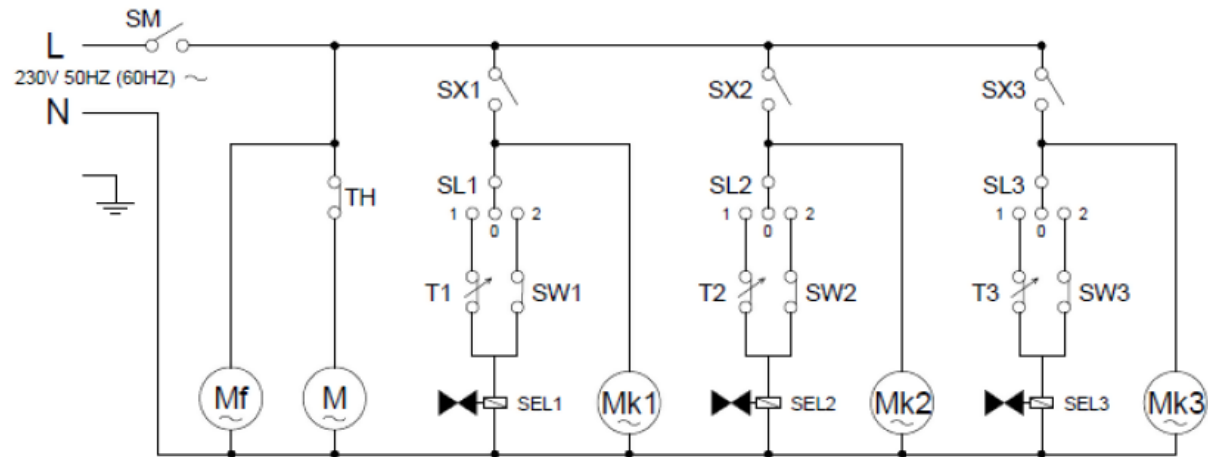 SM
L
230V 50HZ (60HZ) ~
N
SX1 SX2 SX3
TH
SL1 SL2 SL3
1 0 2 1 0 2 1 0 2
T1 SW1 T2 SW2 T3 SW3
Mf M SEL1 Mk1 SEL2 Mk2 SEL3 Mk3